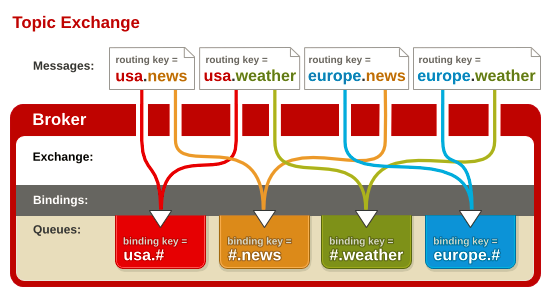 Topic Exchange
Messages:
routing key =
usa.news
routing key =
usa.weather
routing key =
europe.news
routing key =
europe.weather
Broker
Exchange:
Bindings:
Queues:
binding key =
usa.#
binding key =
#.news
binding key =
#.weather
binding key =
europe.#